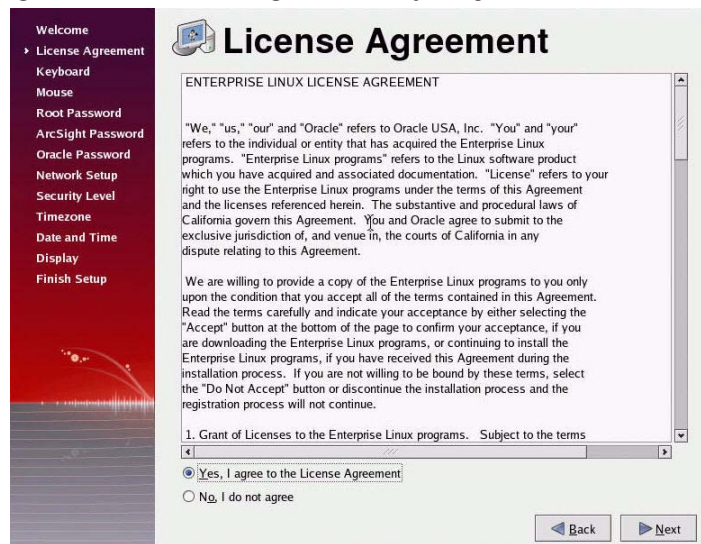 Welcome
License Agreement
Keyboard
Mouse
Root Password
ArcSight Password
Oracle Password
Network Setup
Security Level
Timezone
Date and Time
Display
Finish Setup
License Agreement
ENTERPRISE LINUX LICENSE AGREEMENT
"We," "us," "our" and "Oracle" refers to Oracle USA, Inc.  "You" and "your"
refers to the individual or entity that has acquired the Enterprise Linux
programs.  "Enterprise Linux programs" refers to the Linux software product
which you have acquired and associated documentation.  "License" refers to your
right to use the Enterprise Linux programs under the terms of this Agreement
and the licenses referenced herein.  The substantive and procedural laws of
California govern this Agreement.  You and Oracle agree to submit to the
exclusive jurisdiction of, and venue in, the courts of California in any
dispute relating to this Agreement.
We are willing to provide a copy of the Enterprise Linux programs to you only
upon the condition that you accept all of the terms contained in this Agreement.
Read the terms carefully and indicate your acceptance by either selecting the
"Accept" button at the bottom of the page to confirm your acceptance, if you
are downloading the Enterprise Linux programs, or continuing to install the
Enterprise Linux programs, if you have received this Agreement during the
installation process.  If you are not willing to be bound by these terms, select
the "Do Not Accept" button or discontinue the installation process and the
registration process will not continue.
1. Grant of Licenses to the Enterprise Linux programs.   Subject to the terms
Yes, I agree to the License Agreement
No, I do not agree
Back
Next